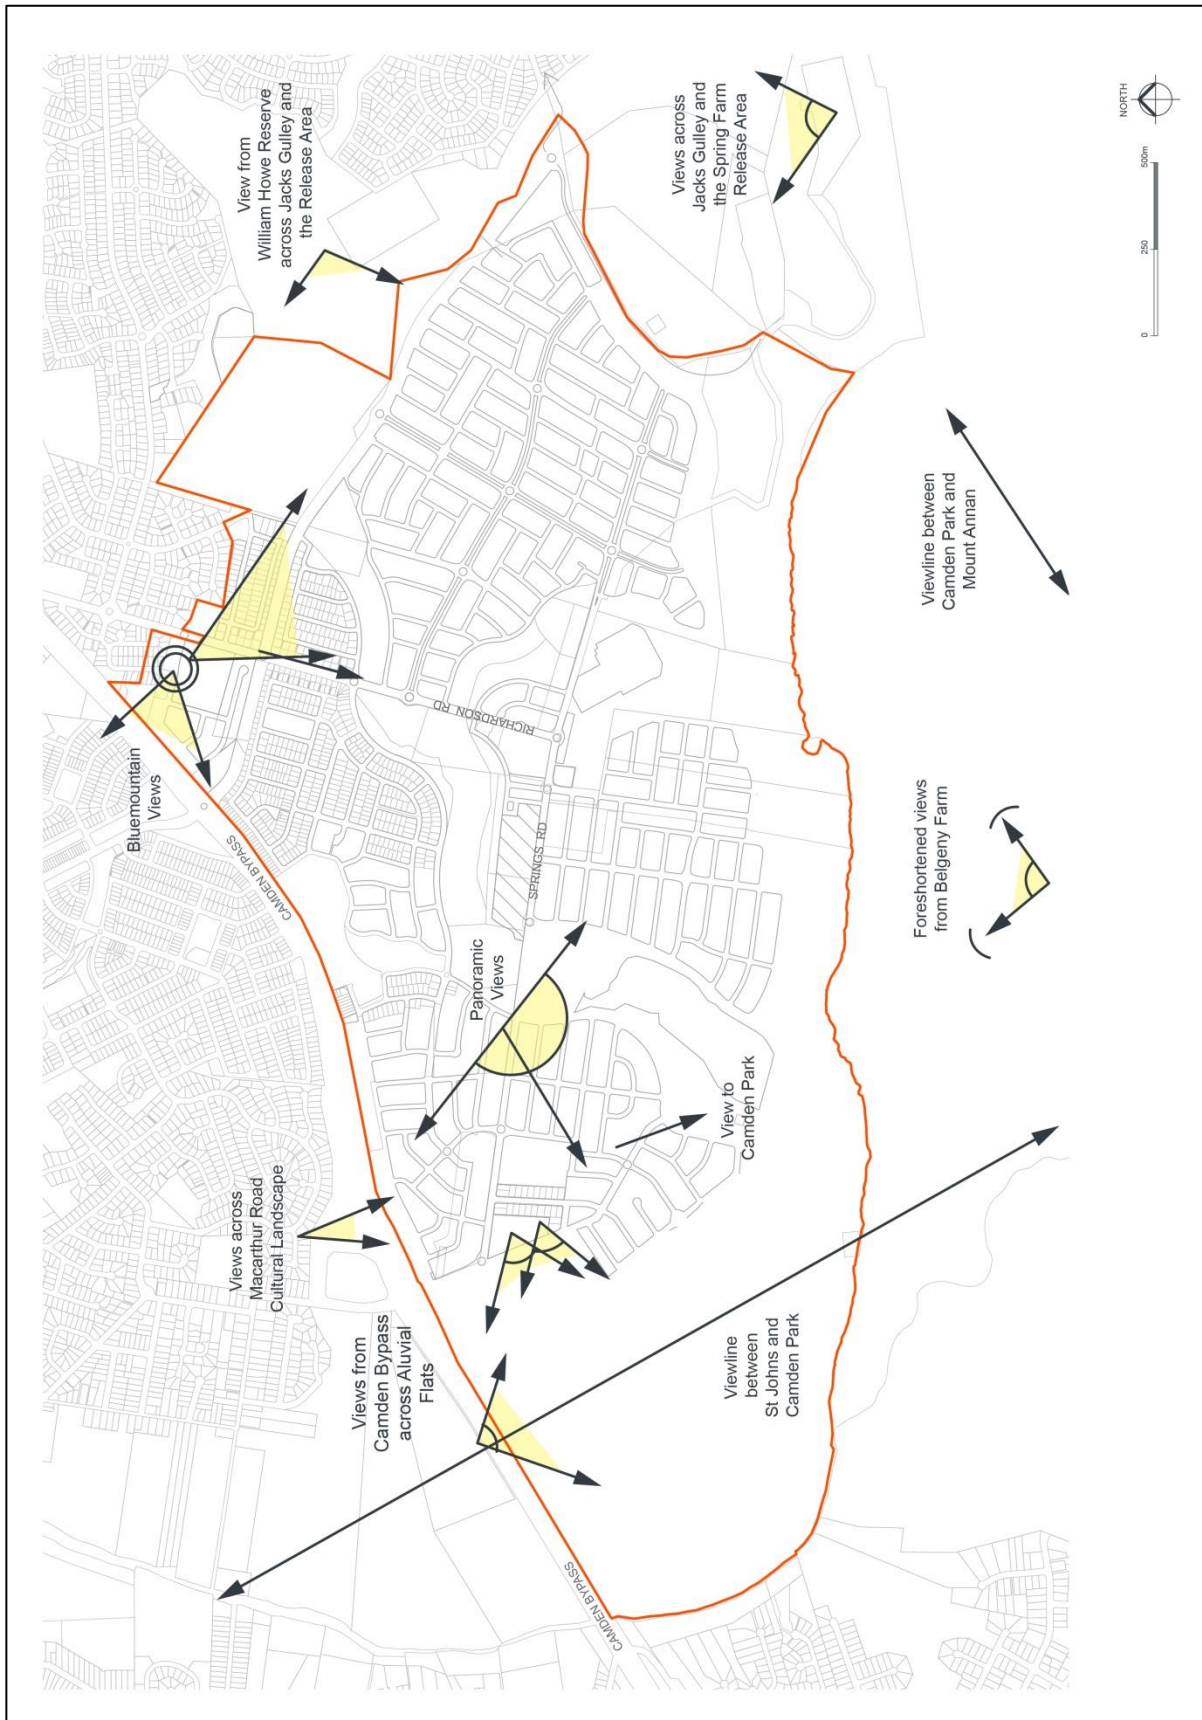 View from
William Howe Reserve
across Jacks Gulley and
the Release Area
Views across
Jacks Gulley and
the Spring Farm
Release Area
NORTH
0
250
500m
Bluemountain
Views
CAMDEN BYPASS
RICHARDSON RD
SPRINGS RD
Viewline between
Camden Park and
Mount Annan
Panoramic
Views
Foreshortened views
from Belgeny Farm
View to
Camden Park
Views across
Macarthur Road
Cultural Landscape
Views from
Camden Bypass
across Aluvial
Flats
Viewline
between
St Johns and
Camden Park
CAMDEN BYPASS